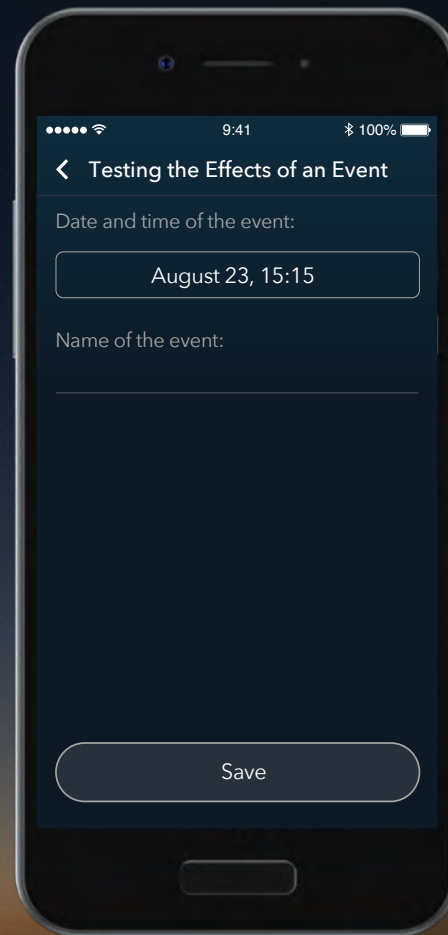 9:41
100%
Testing the Effects of an Event
Date and time of the event:
August 23, 15:15
Name of the event:
Save